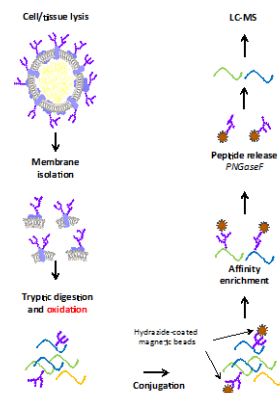 Cell/tissue lysis
Membrane
isolation
Tryptic digestion
and oxidation
Conjugation
Hydrazide-coated
magnetic beads
Affinity
enrichment
Peptide release
PNGaseF
LC-MS